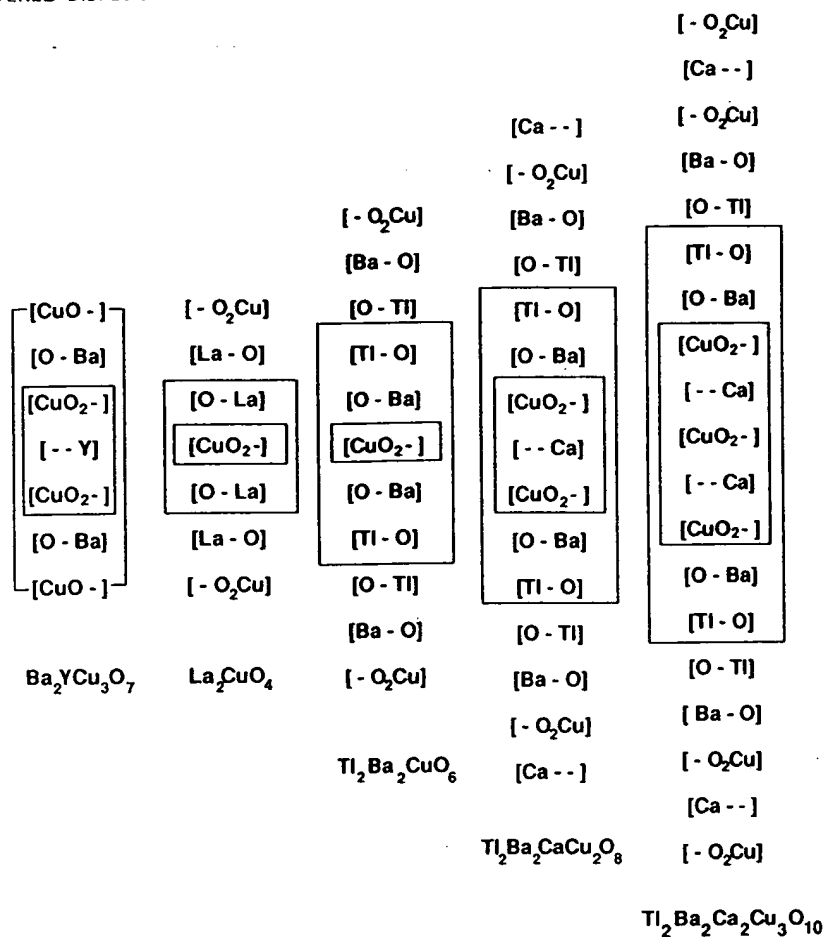 [CuO -]
[O - Ba]
[CuO₂-]
[- - Y]
[CuO₂-]
[O - Ba]
[CuO -]
Ba₂YCu₃O₇
[- O₂Cu]
[La - O]
[O - La]
[CuO₂-]
[O - La]
[La - O]
[- O₂Cu]
La₂CuO₄
[- O₂Cu]
[Ba - O]
[O - Tl]
[Tl - O]
[O - Ba]
[CuO₂-]
[O - Ba]
[Tl - O]
[O - Tl]
[Ba - O]
[- O₂Cu]
Tl₂Ba₂CuO₆
[Ca - -]
[- O₂Cu]
[Ba - O]
[O - Tl]
[Tl - O]
[O - Ba]
[CuO₂-]
[- - Ca]
[CuO₂-]
[O - Ba]
[Tl - O]
[O - Tl]
[Ba - O]
[- O₂Cu]
[Ca - -]
Tl₂Ba₂CaCu₂O₈
[- O₂Cu]
[Ca - -]
[- O₂Cu]
[Ba - O]
[O - Tl]
[Tl - O]
[O - Ba]
[CuO₂-]
[- - Ca]
[CuO₂-]
[- - Ca]
[CuO₂-]
[O - Ba]
[Tl - O]
[O - Tl]
[Ba - O]
[- O₂Cu]
[Ca - -]
[- O₂Cu]
Tl₂Ba₂Ca₂Cu₃O₁₀